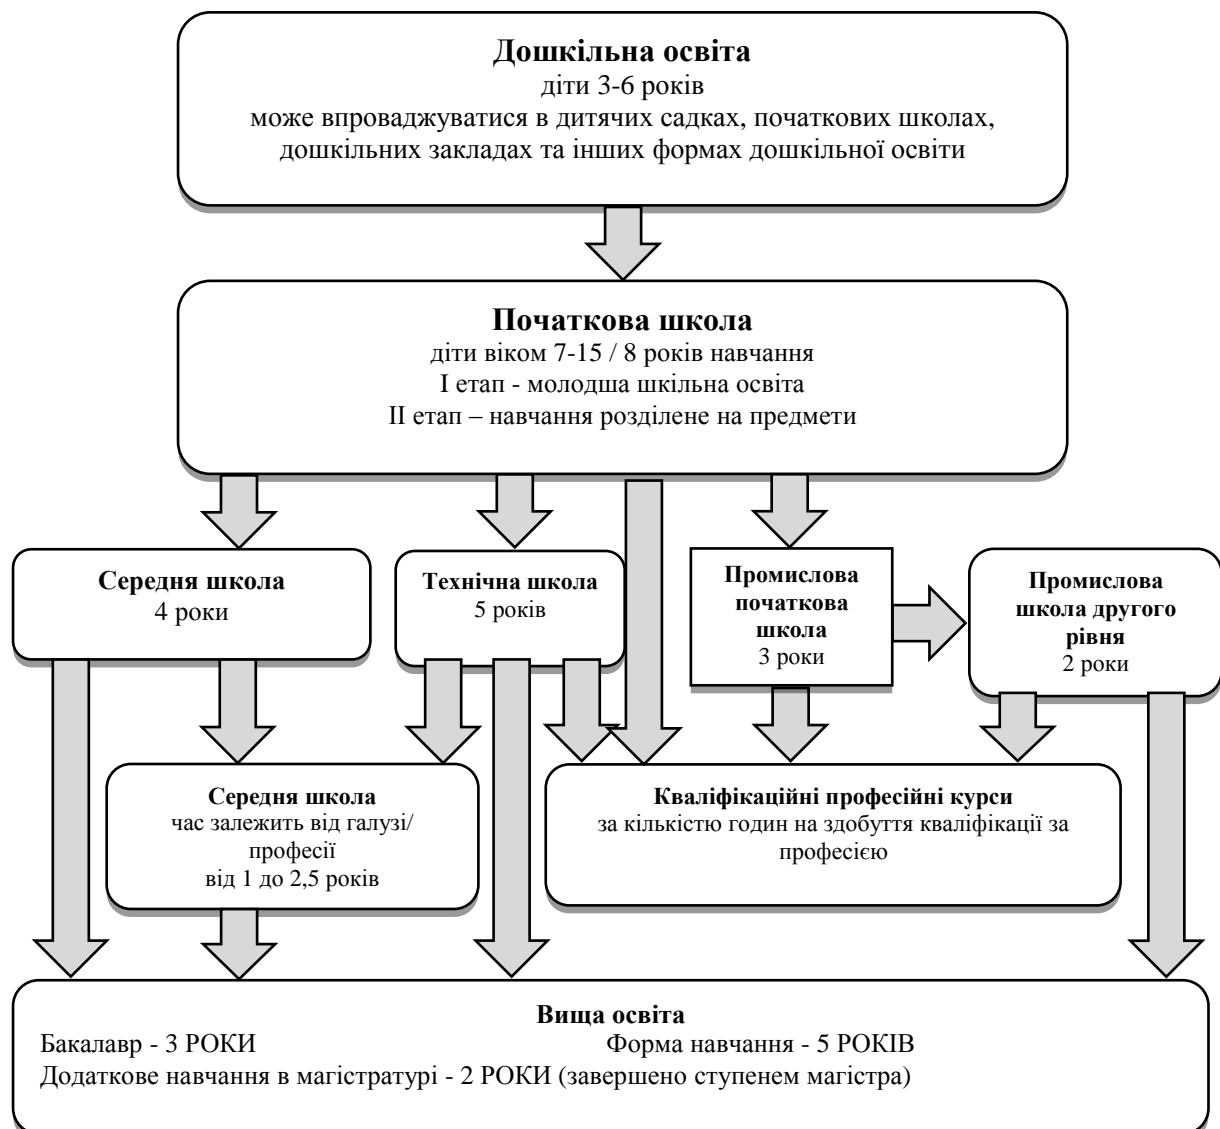 Дошкільна освіта
діти 3-6 років
може впроваджуватися в дитячих садках, початкових школах,
дошкільних закладах та інших формах дошкільної освіти
Початкова школа
діти віком 7-15 / 8 років навчання
I етап - молодша шкільна освіта
II етап – навчання розділене на предмети
Середня школа
4 роки
Технічна школа
5 років
Промислова
початкова
школа
3 роки
Промислова
школа другого
рівня
2 роки
Середня школа
час залежить від галузі/
професії
від 1 до 2,5 років
Кваліфікаційні професійні курси
за кількістю годин на здобуття кваліфікації за
професією
Вища освіта
Бакалавр - 3 РОКИ Форма навчання - 5 РОКІВ
Додаткове навчання в магістратурі - 2 РОКИ (завершено ступенем магістра)